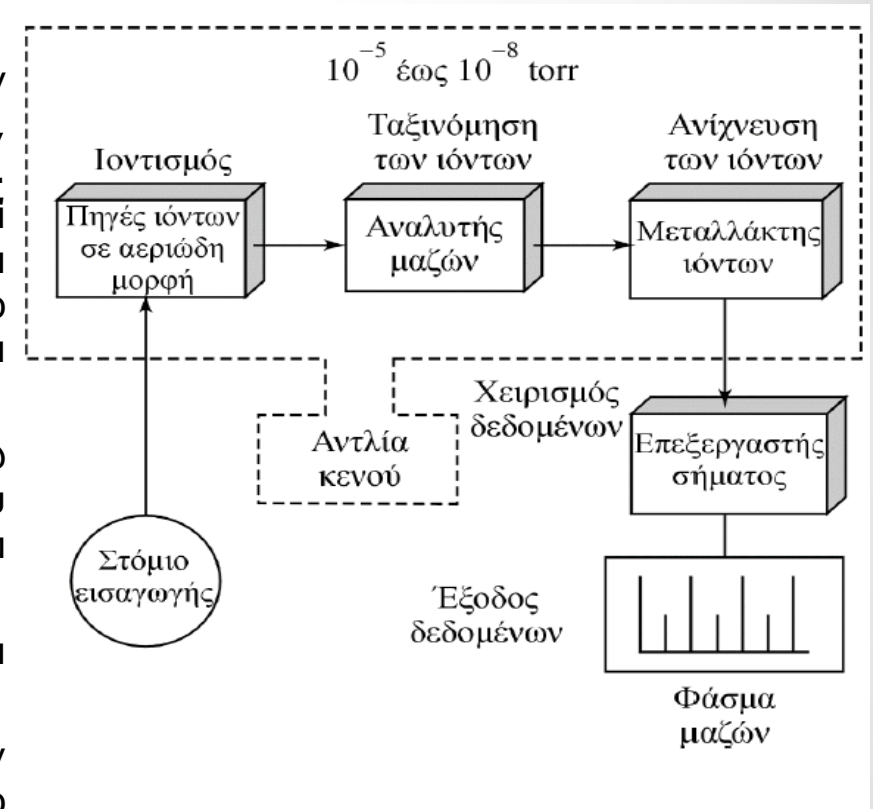 10⁻⁵ έως 10⁻⁸ torr
Ιοντισμός
Ταξινόμηση
των ιόντων
Ανίχνευση
των ιόντων
Πηγές ιόντων
σε αεριώδη
μορφή
Αναλυτής
μαζών
Μεταλλάκτης
ιόντων
Αντλία
κενού
Χειρισμός
δεδομένων
Επεξεργαστής
σήματος
Στόμιο
εισαγωγής
Έξοδος
δεδομένων
Φάσμα
μαζών